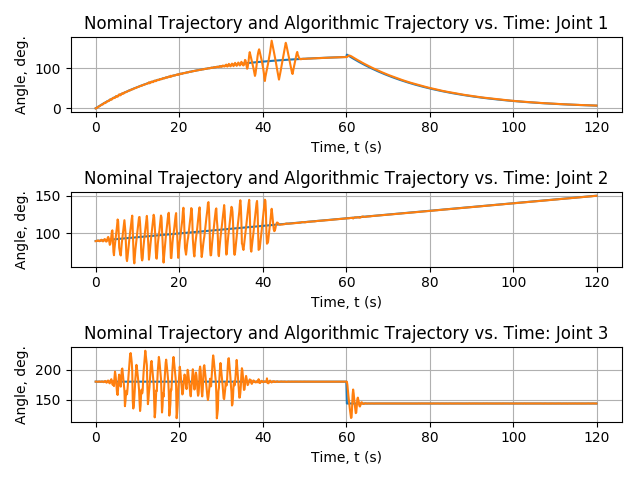 Nominal Trajectory and Algorithmic Trajectory vs. Time: Joint 1
Angle, deg.
100
0
0 20 40 60 80 100 120
Time, t (s)
Nominal Trajectory and Algorithmic Trajectory vs. Time: Joint 2
Angle, deg.
150
100
0 20 40 60 80 100 120
Time, t (s)
Nominal Trajectory and Algorithmic Trajectory vs. Time: Joint 3
Angle, deg.
200
150
0 20 40 60 80 100 120
Time, t (s)